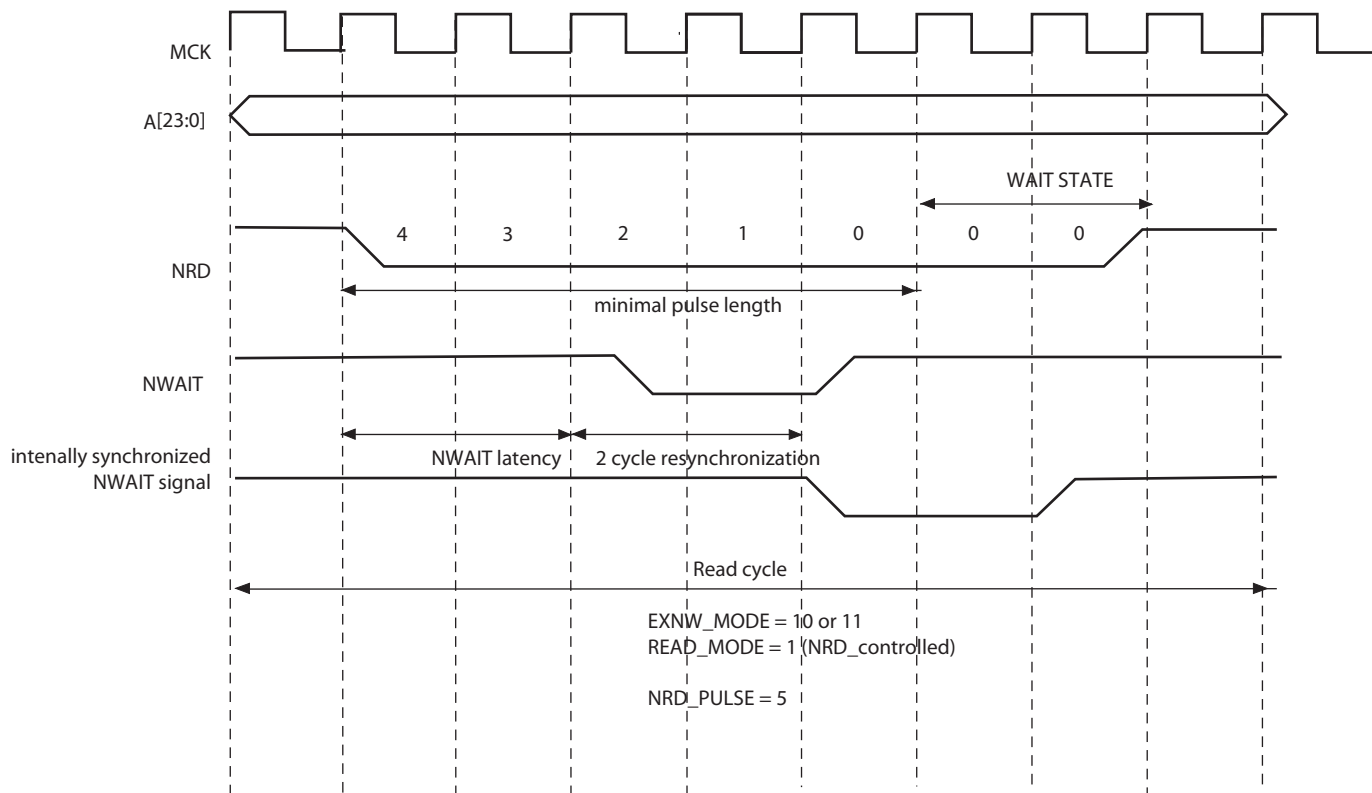 MCK
A[23:0]
WAIT STATE
4 3 2 1 0 0 0
NRD
minimal pulse length
NWAIT
NWAIT latency 2 cycle resynchronization
intenally synchronized
NWAIT signal
Read cycle
EXNW_MODE = 10 or 11
READ_MODE = 1 (NRD_controlled)
NRD_PULSE = 5